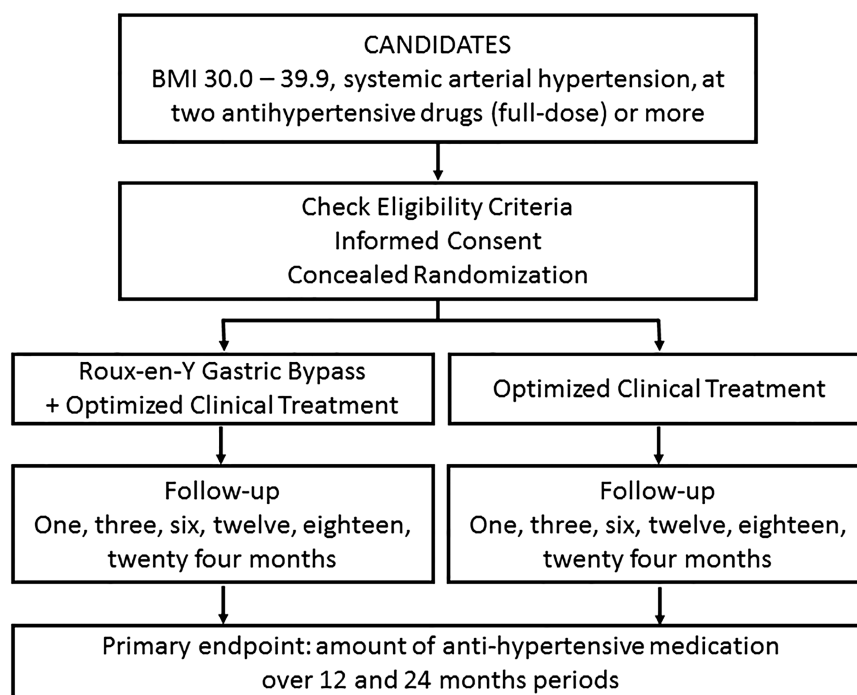 CANDIDATES
BMI 30.0 – 39.9, systemic arterial hypertension, at
two antihypertensive drugs (full-dose) or more
Check Eligibility Criteria
Informed Consent
Concealed Randomization
Roux-en-Y Gastric Bypass
+ Optimized Clinical Treatment
Optimized Clinical Treatment
Follow-up
One, three, six, twelve, eighteen,
twenty four months
Follow-up
One, three, six, twelve, eighteen,
twenty four months
Primary endpoint: amount of anti-hypertensive medication
over 12 and 24 months periods